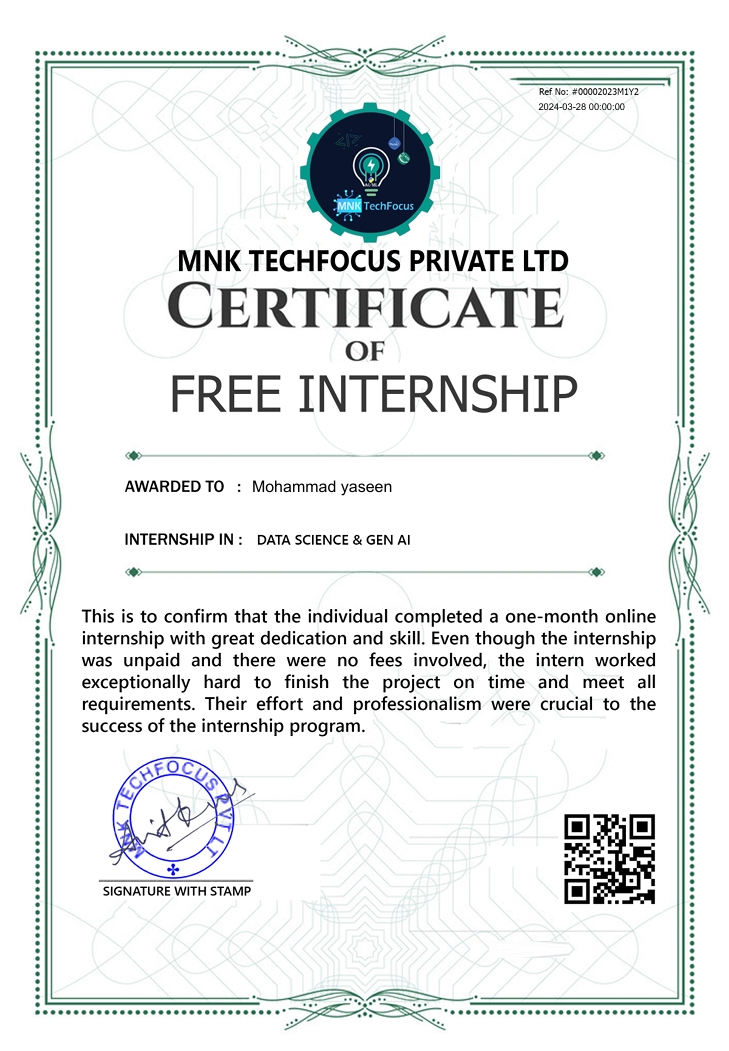 Ref No: #00002023M1Y2
2024-03-28 00:00:00
MNK TechFocus
MNK TECHFOCUS PRIVATE LTD
CERTIFICATE
OF
FREE INTERNSHIP
AWARDED TO : Mohammad yaseen
INTERNSHIP IN : DATA SCIENCE & GEN AI
This is to confirm that the individual completed a one-month online
internship with great dedication and skill. Even though the internship
was unpaid and there were no fees involved, the intern worked
exceptionally hard to finish the project on time and meet all
requirements. Their effort and professionalism were crucial to the
success of the internship program.
MNK TECHFOCUS PVT LT
SIGNATURE WITH STAMP